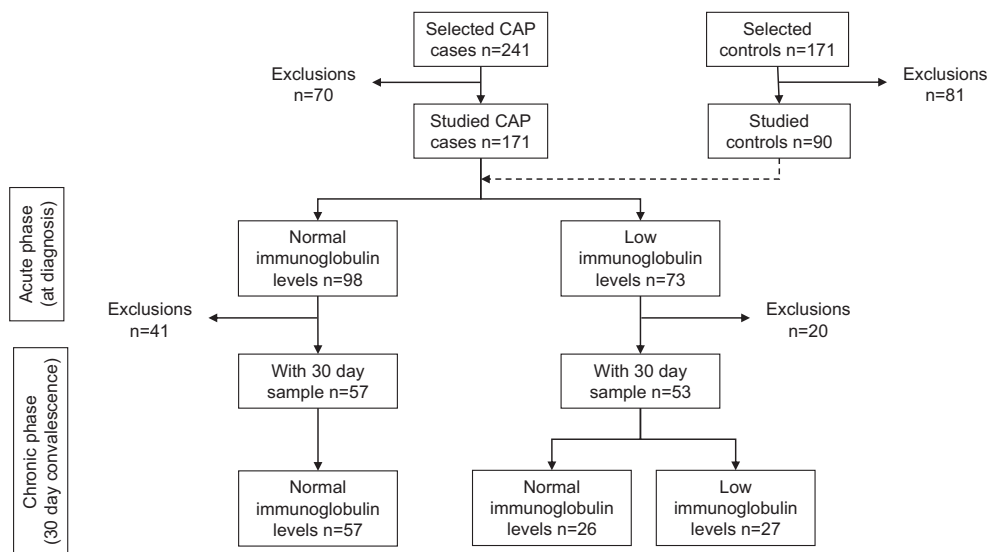 Selected CAP
cases n=241
Selected
controls n=171
Exclusions
n=70
Exclusions
n=81
Studied CAP
cases n=171
Studied
controls n=90
Acute phase
(at diagnosis)
Normal
immunoglobulin
levels n=98
Low
immunoglobulin
levels n=73
Exclusions
n=41
Exclusions
n=20
Chronic phase
(30 day convalescence)
With 30 day
sample n=57
With 30 day
sample n=53
Normal
immunoglobulin
levels n=57
Normal
immunoglobulin
levels n=26
Low
immunoglobulin
levels n=27